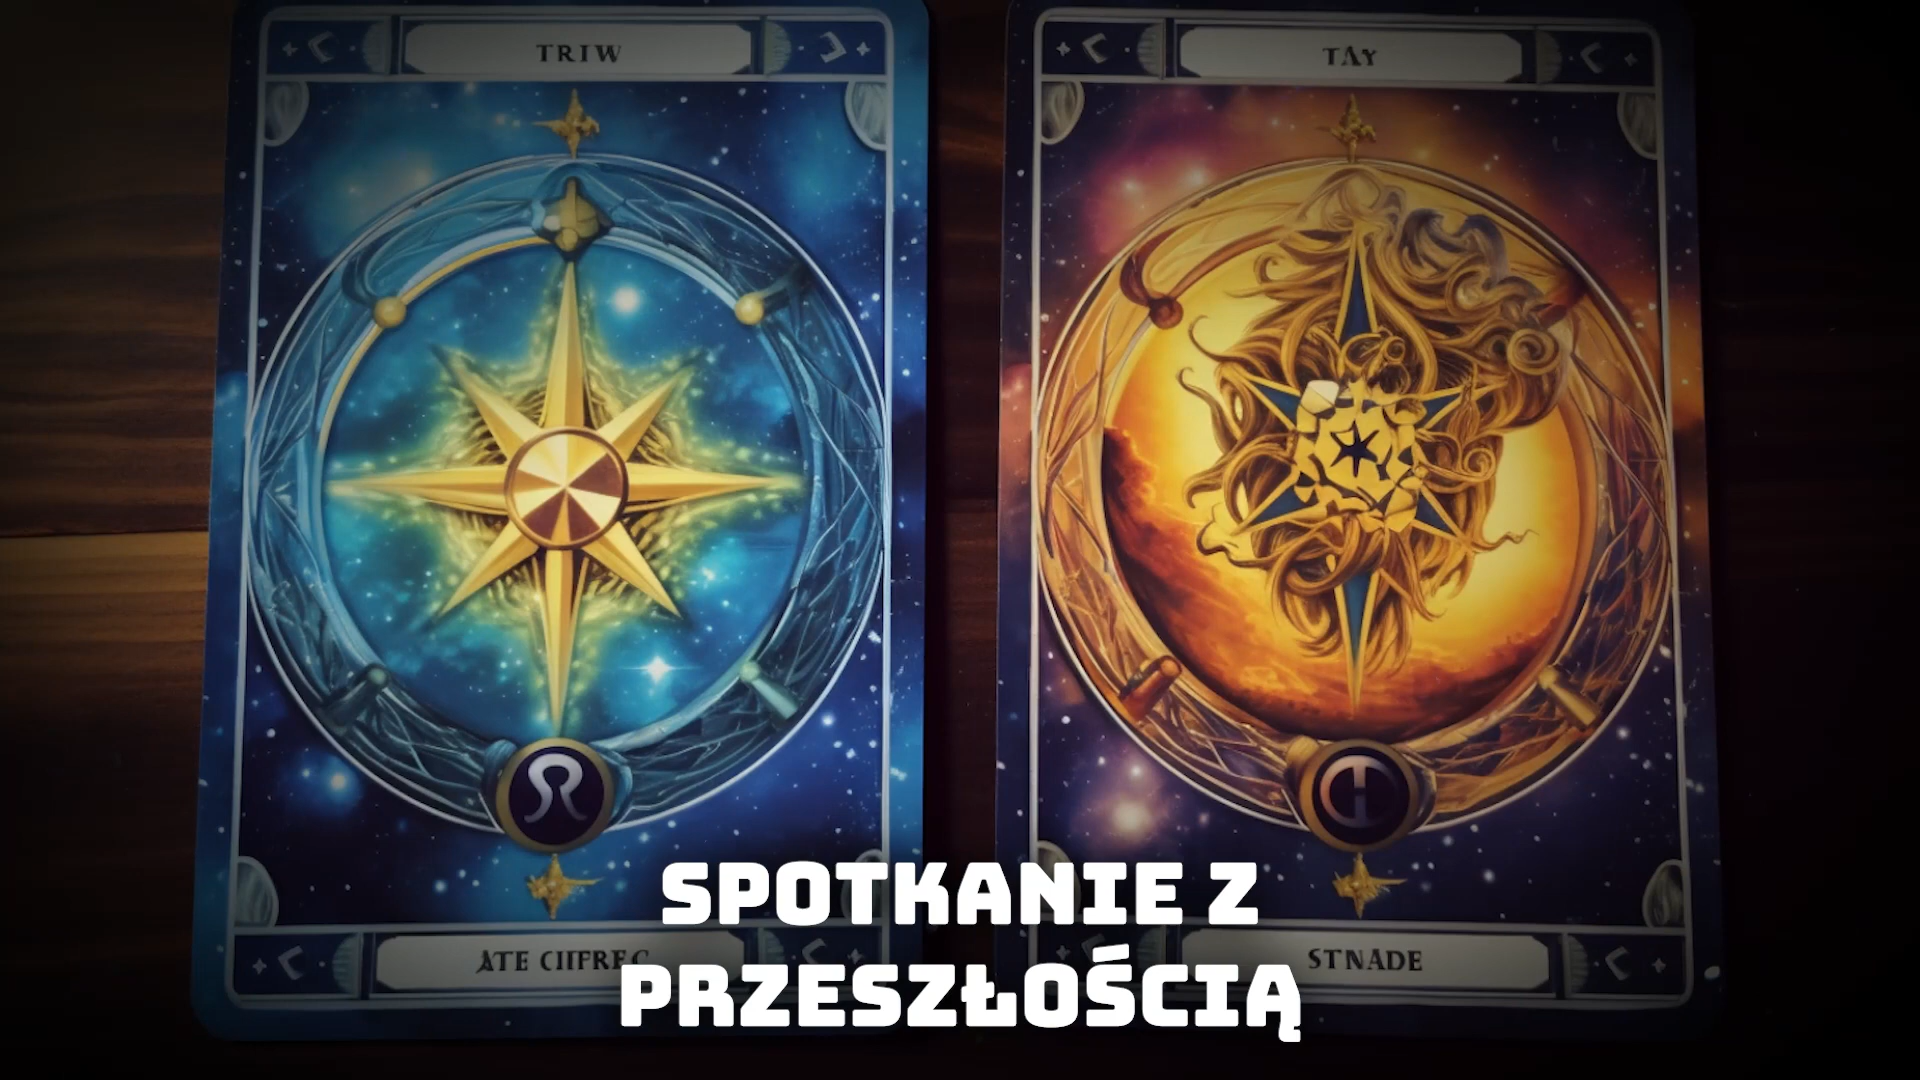 TRIW
TAY
ATE CIIFREC
STNADE
SPOTKANIE Z
PRZESZŁOŚCIĄ